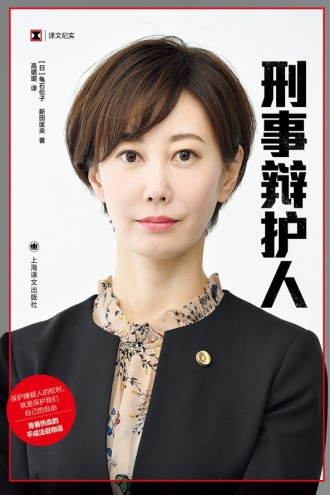 译文纪实
刑事辩护人
[日] 龟石伦子 新田匡央 著
高丽璐 译
上海译文出版社
保护嫌疑人的权利,
就是保护我们
自己的自由
青春热血的
平成法庭物语